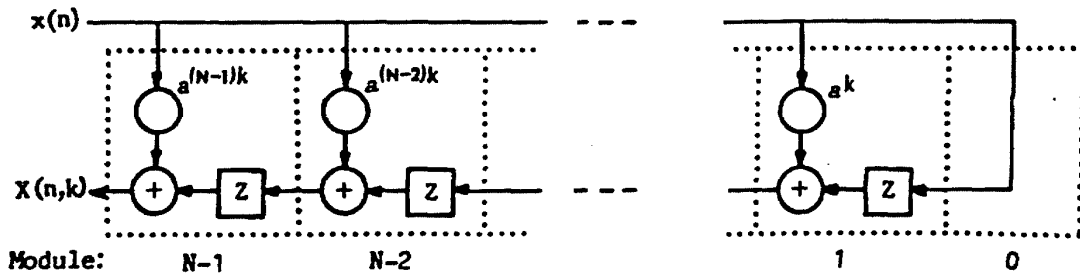 x(n)
a^(N-1)k
a^(N-2)k
a^k
X(n,k)
+
Z
+
Z
+
Z
Module: N-1 N-2 1 0